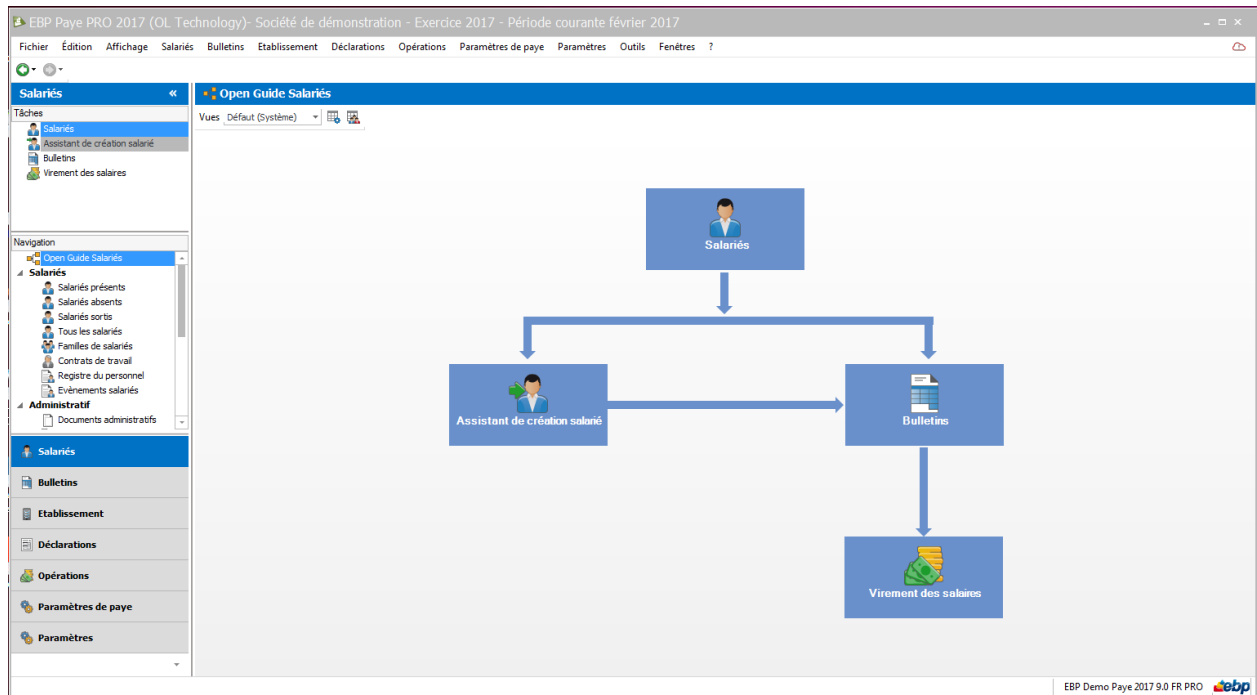 EBP Paye PRO 2017 (OL Technology)- Société de démonstration - Exercice 2017 - Période courante février 2017
Fichier Édition Affichage Salariés Bulletins Etablissement Déclarations Opérations Paramètres de paye Paramètres Outils Fenêtres ?
Salariés «
Tâches
Salariés
Assistant de création salarié
Bulletins
Virement des salaires
Navigation
Open Guide Salariés
Salariés
Salariés présents
Salariés absents
Salariés sortis
Tous les salariés
Familles de salariés
Contrats de travail
Registre du personnel
Evènements salariés
Administratif
Documents administratifs
Salariés
Bulletins
Etablissement
Déclarations
Opérations
Paramètres de paye
Paramètres
Open Guide Salariés
Vues Défaut (Système)
Salariés
Assistant de création salarié
Bulletins
Virement des salaires
EBP Demo Paye 2017 9.0 FR PRO ebp